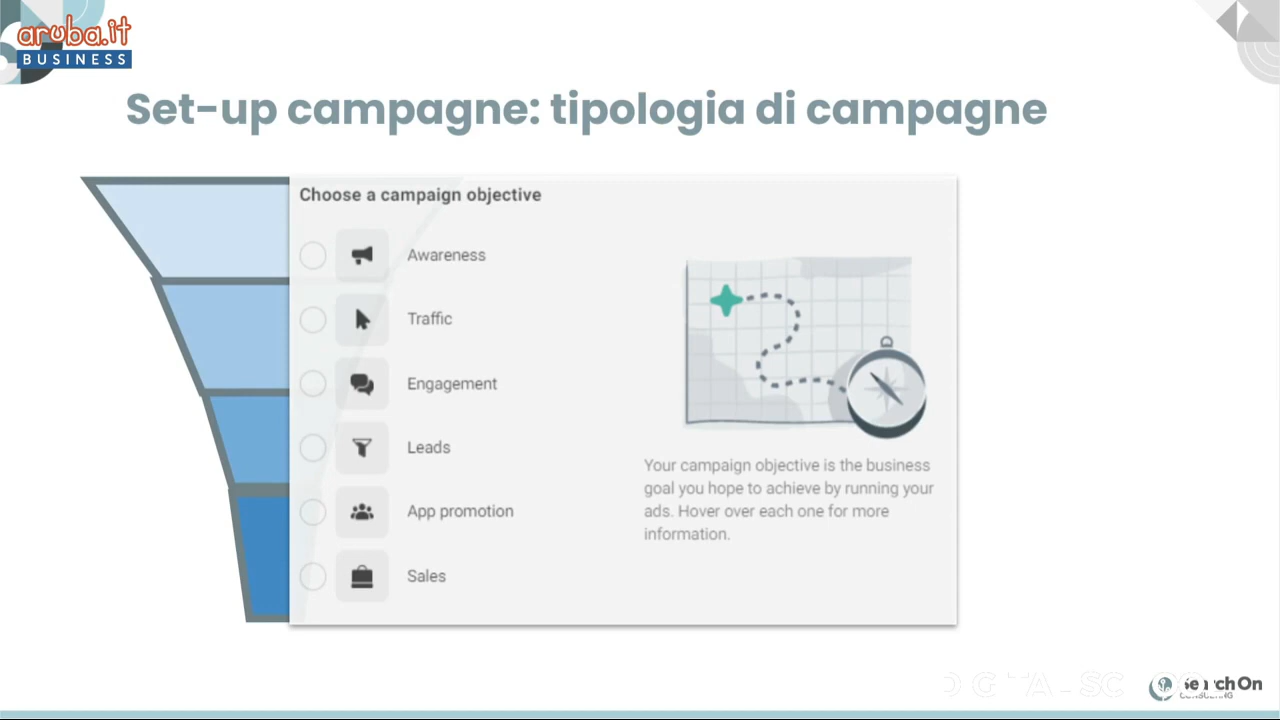 aruba.it
BUSINESS
Set-up campagne: tipologia di campagne
Choose a campaign objective
Awareness
Traffic
Engagement
Leads
App promotion
Sales
Your campaign objective is the business
goal you hope to achieve by running your
ads. Hover over each one for more
information.
SearchOn
CONSULTING